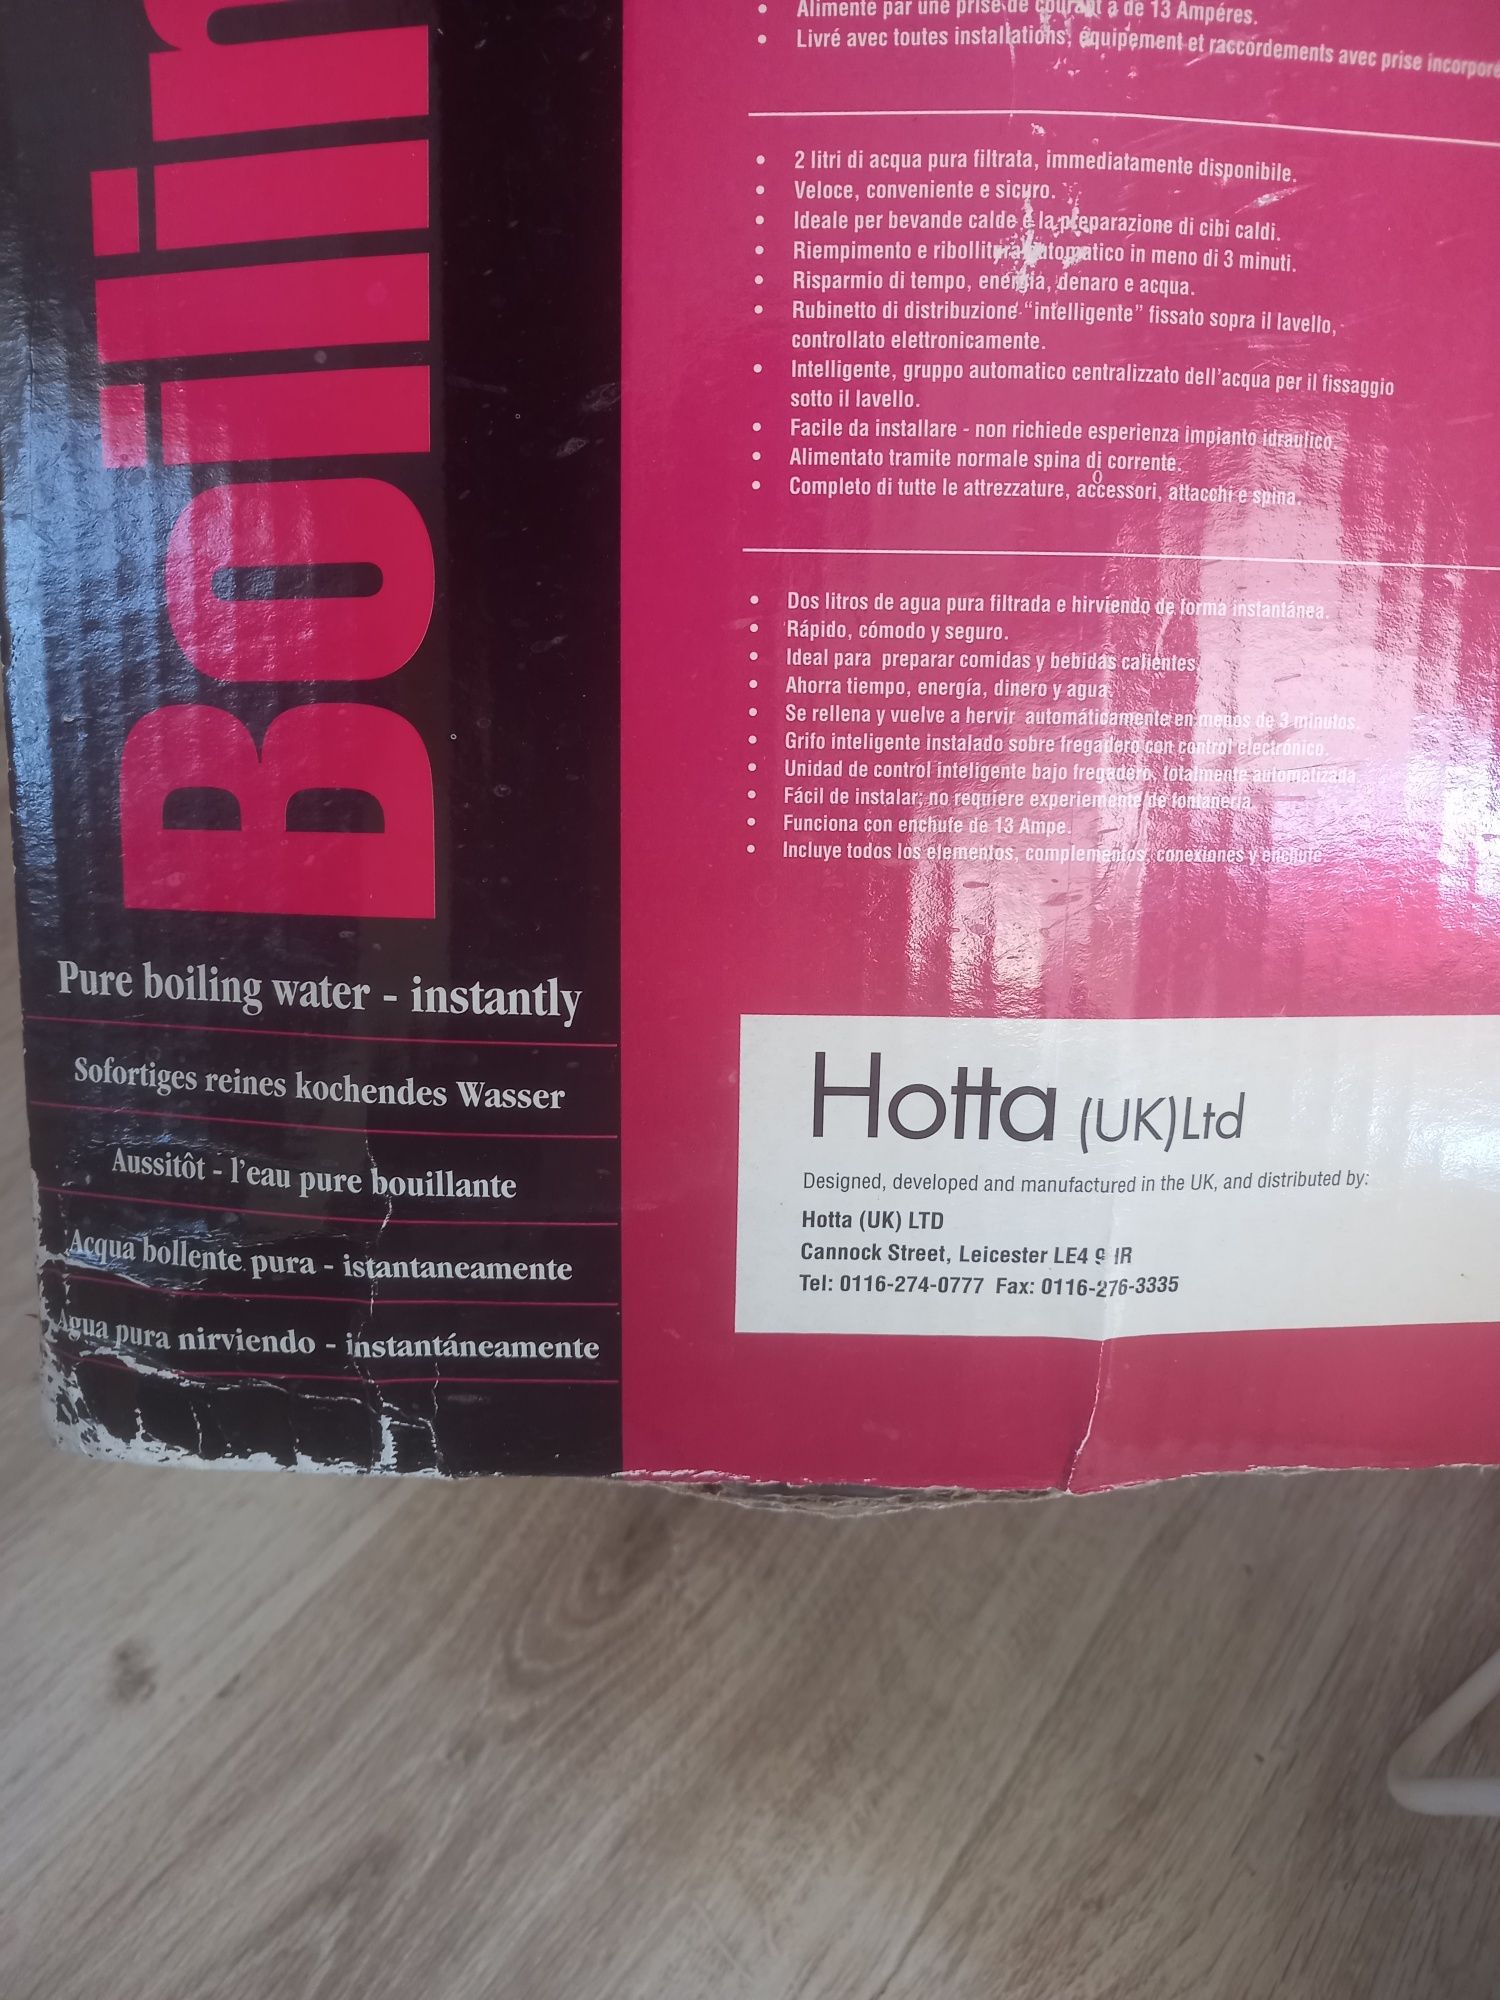 Boilin
Pure boiling water - instantly
Sofortiges reines kochendes Wasser
Aussitôt - l'eau pure bouillante
Acqua bollente pura - istantaneamente
Agua pura nirviendo - instantáneamente
• Alimenté par une prise de courant à de 13 Ampéres.
• Livré avec toutes installations, équipement et raccordements avec prise incorporé
• 2 litri di acqua pura filtrata, immediatamente disponibile.
• Veloce, conveniente e sicuro.
• Ideale per bevande calde e la preparazione di cibi caldi.
• Riempimento e ribollitura automatico in meno di 3 minuti.
• Risparmio di tempo, energia, denaro e acqua.
• Rubinetto di distribuzione "intelligente" fissato sopra il lavello,
controllato elettronicamente.
• Intelligente, gruppo automatico centralizzato dell'acqua per il fissaggio
sotto il lavello.
• Facile da installare - non richiede esperienza impianto idraulico.
• Alimentato tramite normale spina di corrente.
• Completo di tutte le attrezzature, accessori, attacchi e spina.
• Dos litros de agua pura filtrada e hirviendo de forma instantánea.
• Rápido, cómodo y seguro.
• Ideal para preparar comidas y bebidas calientes.
• Ahorra tiempo, energía, dinero y agua.
• Se rellena y vuelve a hervir automáticamente en menos de 3 minutos.
• Grifo inteligente instalado sobre fregadero con control electrónico.
• Unidad de control inteligente bajo fregadero, totalmente automatizada.
• Fácil de instalar; no requiere experiemente de fontanería.
• Funciona con enchufe de 13 Ampe.
• Incluye todos los elementos, complementos, conexiones y enchufe.
Hotta (UK)Ltd
Designed, developed and manufactured in the UK, and distributed by:
Hotta (UK) LTD
Cannock Street, Leicester LE4 9HR
Tel: 0116-274-0777 Fax: 0116-276-3335